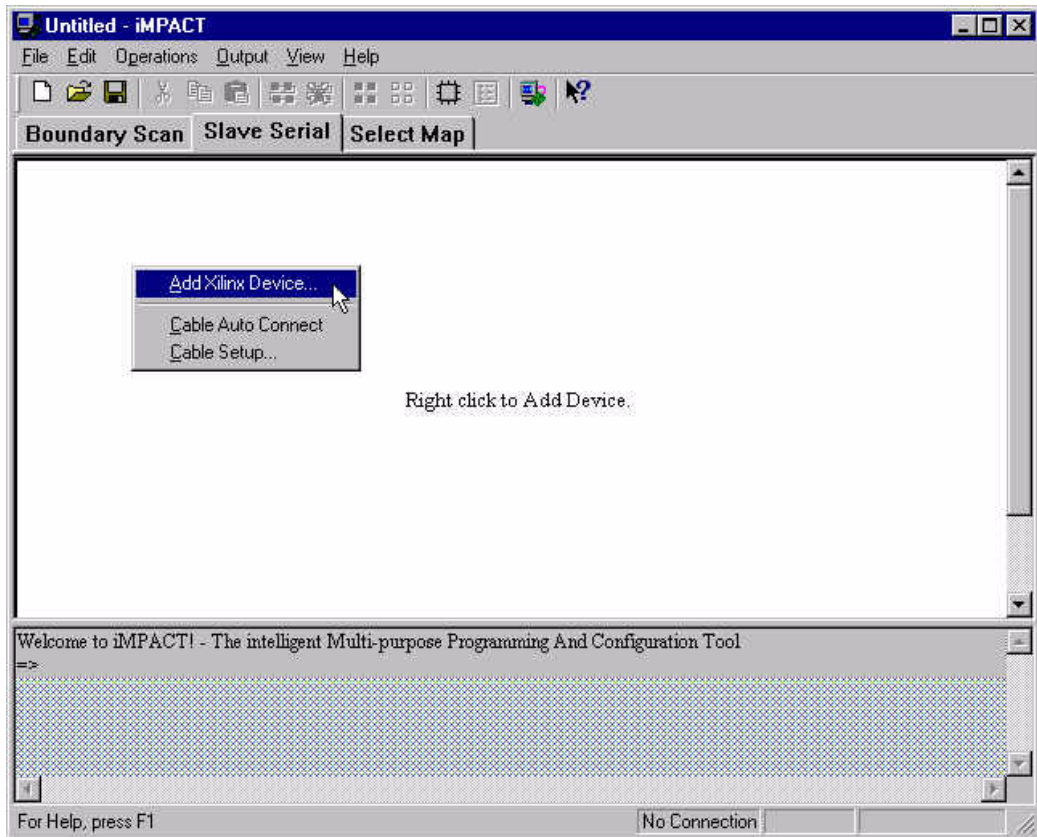 Untitled - iMPACT
File Edit Operations Output View Help
Boundary Scan Slave Serial Select Map
Add Xilinx Device...
Cable Auto Connect
Cable Setup...
Right click to Add Device.
Welcome to iMPACT! - The intelligent Multi-purpose Programming And Configuration Tool
=>
For Help, press F1 No Connection